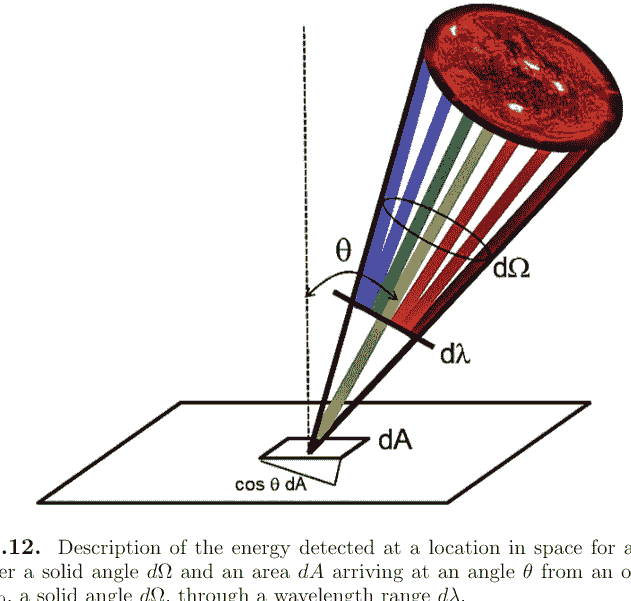 θ
dΩ
dλ
dA
cos θ dA
.12. Description of the energy detected at a location in space for a
er a solid angle dΩ and an area dA arriving at an angle θ from an o
a solid angle dΩ, through a wavelength range dλ.